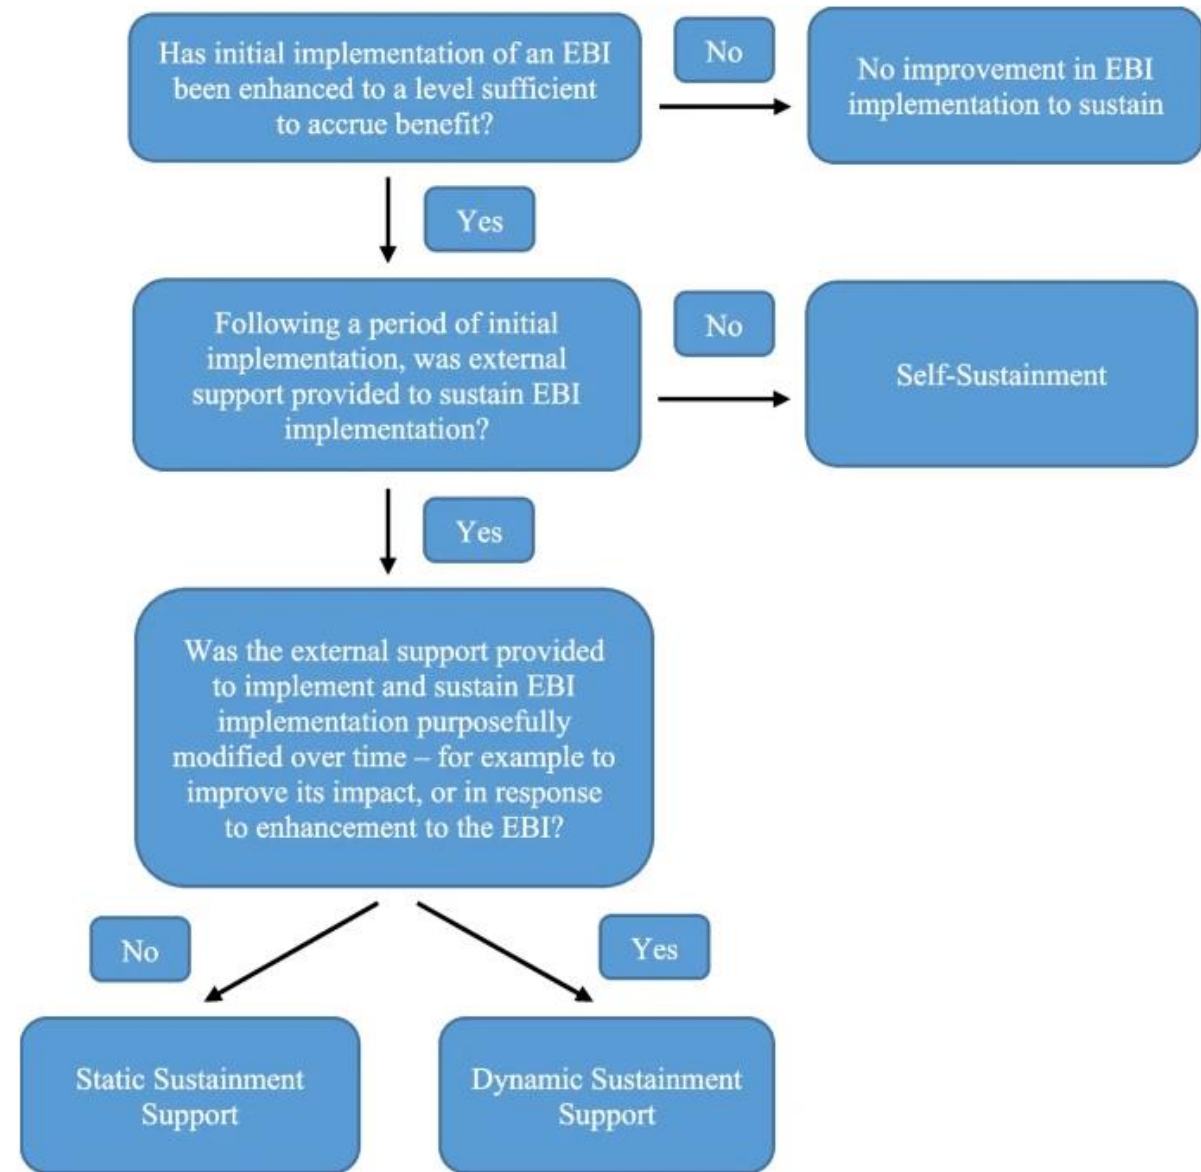 Has initial implementation of an EBI
been enhanced to a level sufficient
to accrue benefit?
No
No improvement in EBI
implementation to sustain
Yes
Following a period of initial
implementation, was external
support provided to sustain EBI
implementation?
No
Self-Sustainment
Yes
Was the external support provided
to implement and sustain EBI
implementation purposefully
modified over time – for example to
improve its impact, or in response
to enhancement to the EBI?
No
Yes
Static Sustainment
Support
Dynamic Sustainment
Support